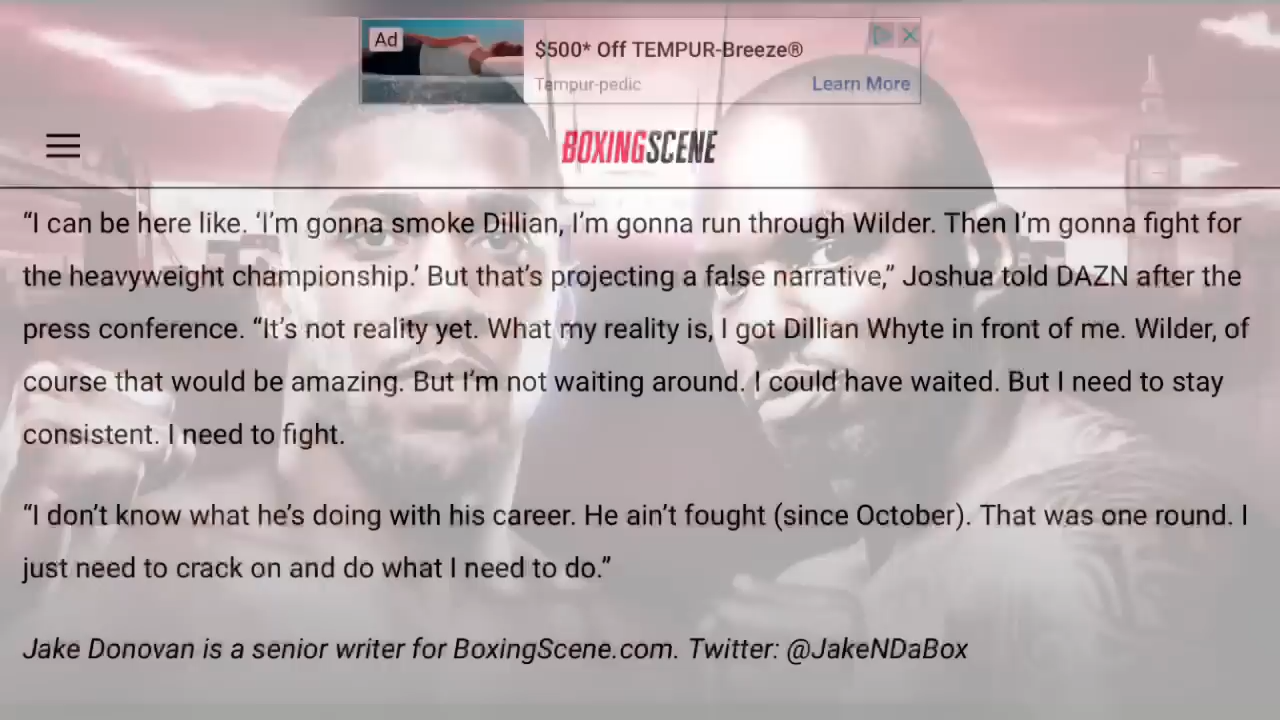 Ad
$500* Off TEMPUR-Breeze®
Tempur-pedic
Learn More
BOXINGSCENE
“I can be here like. ‘I’m gonna smoke Dillian, I’m gonna run through Wilder. Then I’m gonna fight for
the heavyweight championship.’ But that’s projecting a false narrative,” Joshua told DAZN after the
press conference. “It’s not reality yet. What my reality is, I got Dillian Whyte in front of me. Wilder, of
course that would be amazing. But I’m not waiting around. I could have waited. But I need to stay
consistent. I need to fight.
“I don’t know what he’s doing with his career. He ain’t fought (since October). That was one round. I
just need to crack on and do what I need to do.”
Jake Donovan is a senior writer for BoxingScene.com. Twitter: @JakeNDaBox